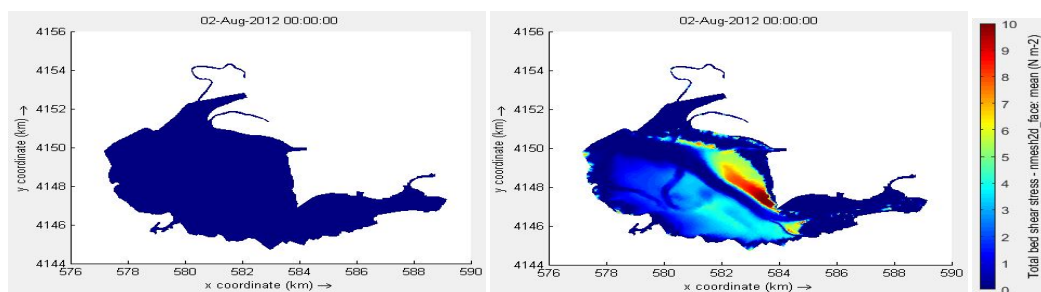 02-Aug-2012 00:00:00
4156
4154
4152
4150
4148
4146
4144
y coordinate (km) →
576 578 580 582 584 586 588 590
x coordinate (km) →
02-Aug-2012 00:00:00
4156
4154
4152
4150
4148
4146
4144
y coordinate (km) →
576 578 580 582 584 586 588 590
x coordinate (km) →
10
9
8
7
6
5
4
3
2
1
0
Total bed shear stress - nmesh2d_face: mean (N m-2)